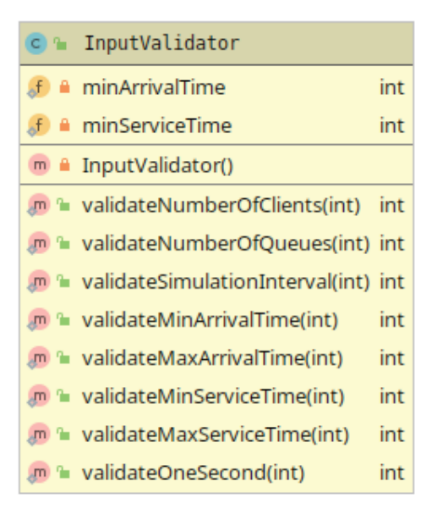 c InputValidator
f minArrivalTime int
f minServiceTime int
m InputValidator()
m validateNumberOfClients(int) int
m validateNumberOfQueues(int) int
m validateSimulationInterval(int) int
m validateMinArrivalTime(int) int
m validateMaxArrivalTime(int) int
m validateMinServiceTime(int) int
m validateMaxServiceTime(int) int
m validateOneSecond(int) int